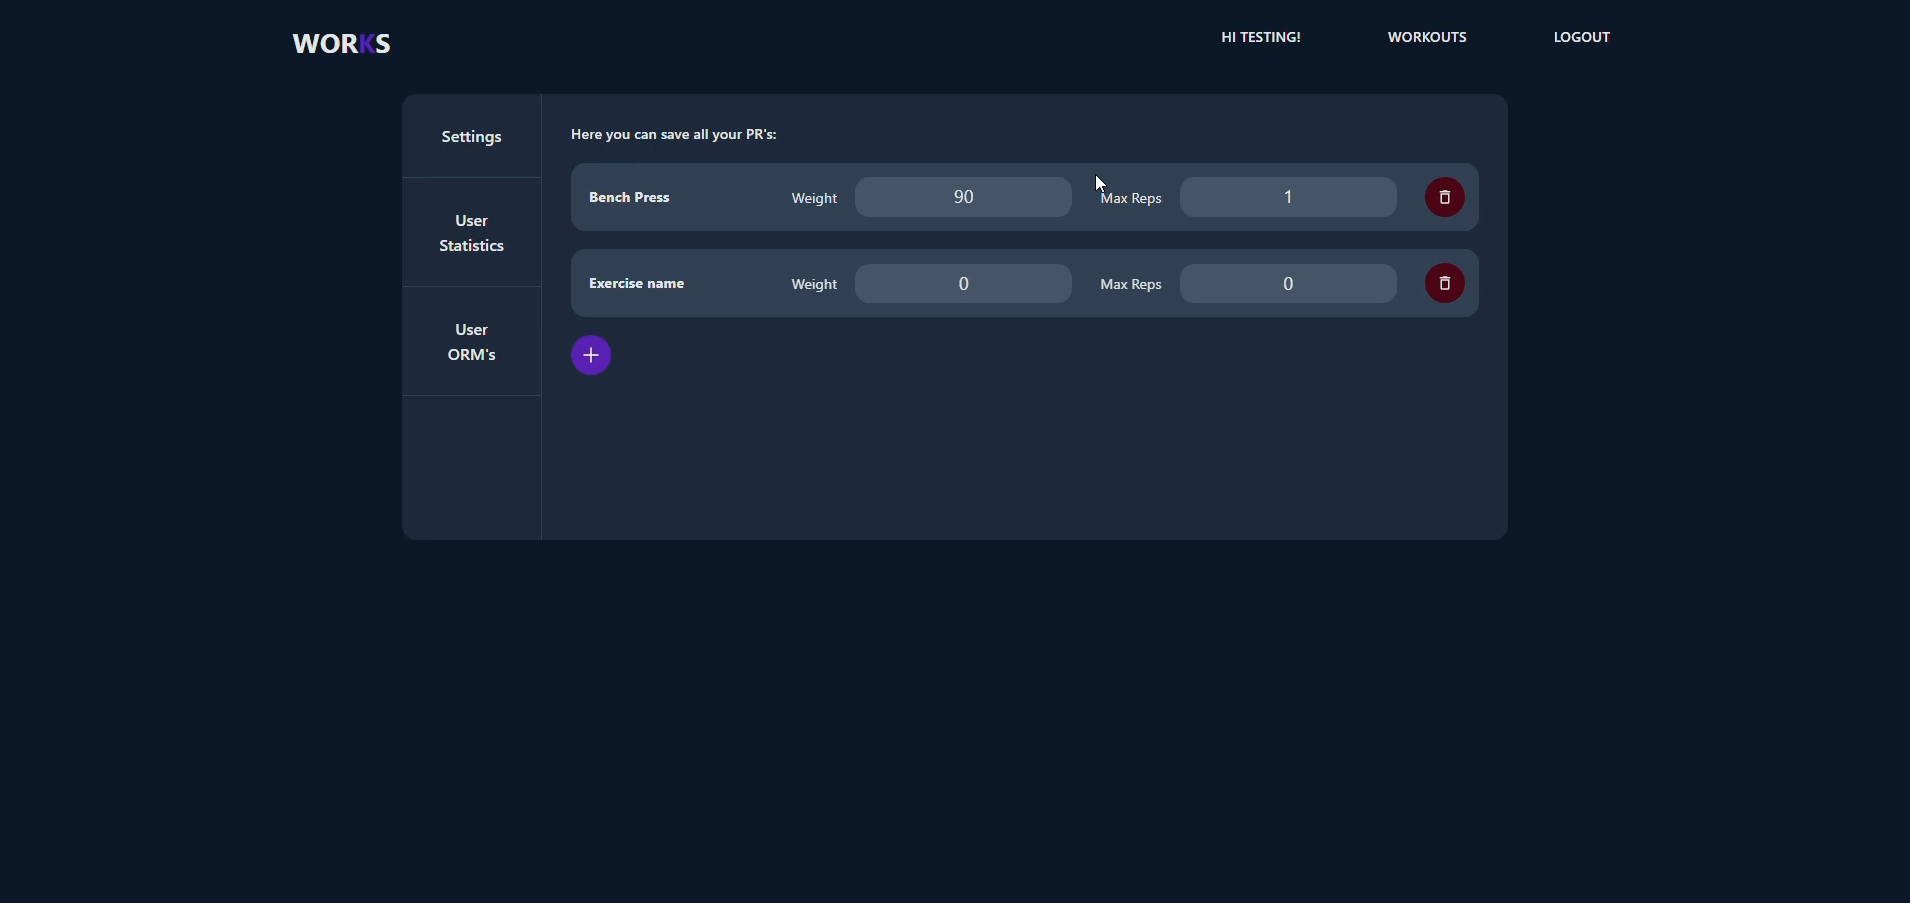 WORKS
HI TESTING!
WORKOUTS
LOGOUT
Settings
User
Statistics
User
ORM's
Here you can save all your PR's:
Bench Press Weight 90 Max Reps 1
Exercise name Weight 0 Max Reps 0